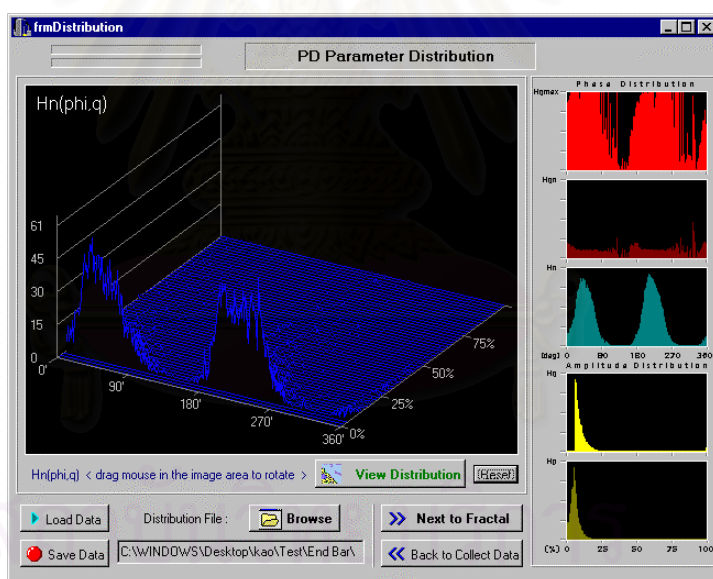 frmDistribution
PD Parameter Distribution
Hn(phi,q)
61
45
30
15
0
0'
90'
180'
270'
360'
0%
25%
50%
75%
Hn(phi,q) < drag mouse in the image area to rotate >
View Distribution
Reset
Phase Distribution
Hqmax
Hqn
Hn
(deg) 0 90 180 270 360
Amplitude Distribution
Hq
Hp
(%) 0 25 50 75 100
Load Data
Distribution File :
Browse
Next to Fractal
Save Data
C:\WINDOWS\Desktop\kao\Test\End Bar\
Back to Collect Data